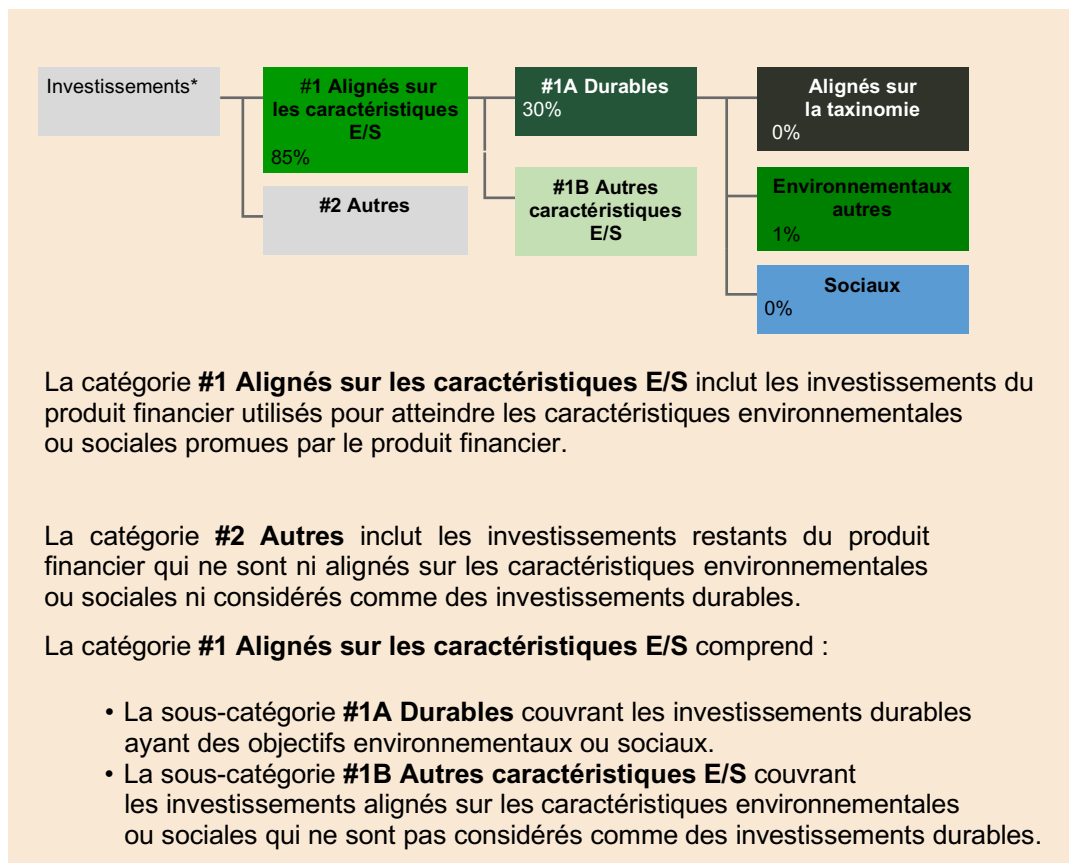 Investissements*
#1 Alignés sur
les caractéristiques
E/S
85%
#2 Autres
#1A Durables
30%
#1B Autres
caractéristiques
E/S
Alignés sur
la taxinomie
0%
Environnementaux
autres
1%
Sociaux
0%
La catégorie #1 Alignés sur les caractéristiques E/S inclut les investissements du
produit financier utilisés pour atteindre les caractéristiques environnementales
ou sociales promues par le produit financier.
La catégorie #2 Autres inclut les investissements restants du produit
financier qui ne sont ni alignés sur les caractéristiques environnementales
ou sociales ni considérés comme des investissements durables.
La catégorie #1 Alignés sur les caractéristiques E/S comprend :
• La sous-catégorie #1A Durables couvrant les investissements durables
ayant des objectifs environnementaux ou sociaux.
• La sous-catégorie #1B Autres caractéristiques E/S couvrant
les investissements alignés sur les caractéristiques environnementales
ou sociales qui ne sont pas considérés comme des investissements durables.